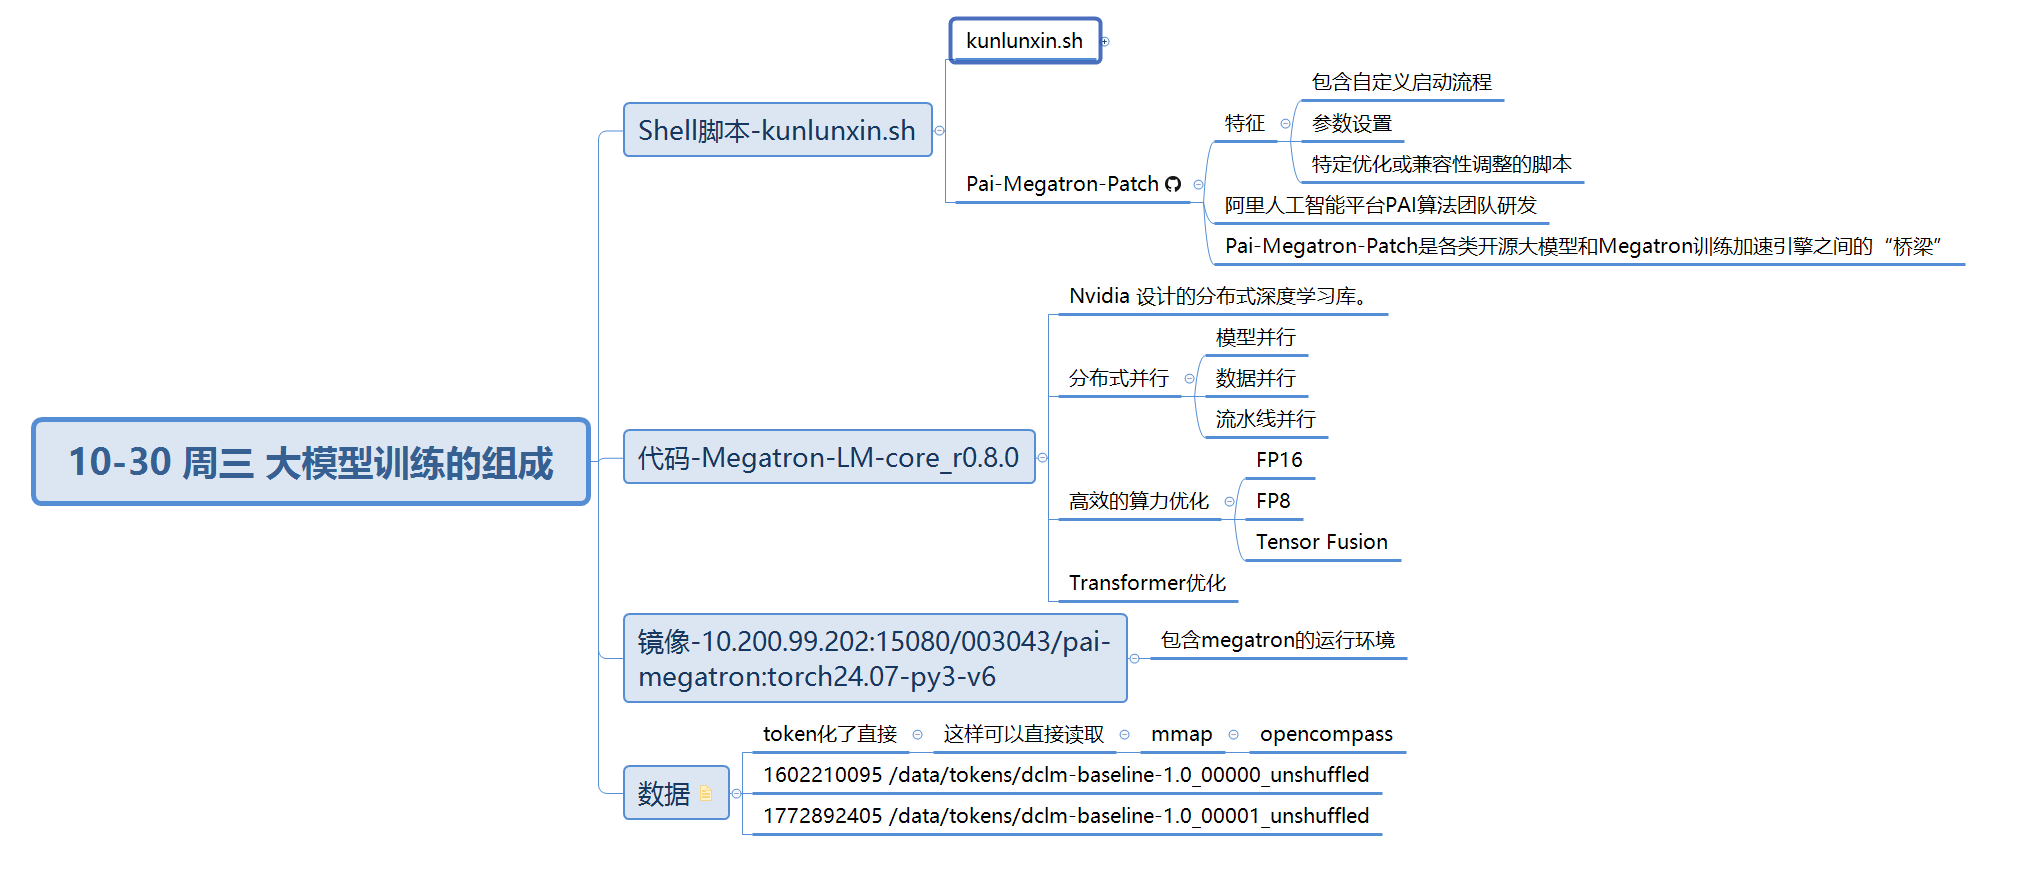 10-30 周三 大模型训练的组成
Shell脚本-kunlunxin.sh
kunlunxin.sh
Pai-Megatron-Patch
特征
包含自定义启动流程
参数设置
特定优化或兼容性调整的脚本
阿里人工智能平台PAI算法团队研发
Pai-Megatron-Patch是各类开源大模型和Megatron训练加速引擎之间的“桥梁”
代码-Megatron-LM-core_r0.8.0
Nvidia 设计的分布式深度学习库。
分布式并行
模型并行
数据并行
流水线并行
高效的算力优化
FP16
FP8
Tensor Fusion
Transformer优化
镜像-10.200.99.202:15080/003043/pai-
megatron:torch24.07-py3-v6
包含megatron的运行环境
数据
token化了直接
这样可以直接读取
mmap
opencompass
1602210095 /data/tokens/dclm-baseline-1.0_00000_unshuffled
1772892405 /data/tokens/dclm-baseline-1.0_00001_unshuffled